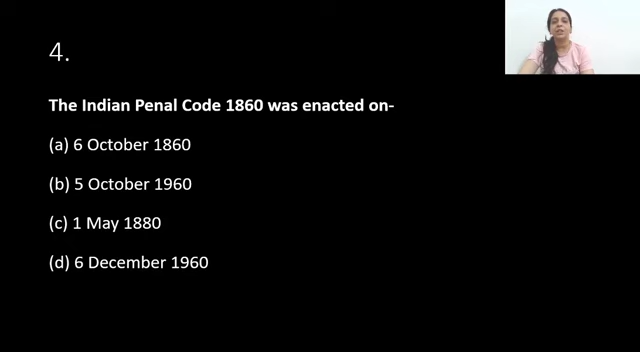 4.
The Indian Penal Code 1860 was enacted on-
(a) 6 October 1860
(b) 5 October 1960
(c) 1 May 1880
(d) 6 December 1960